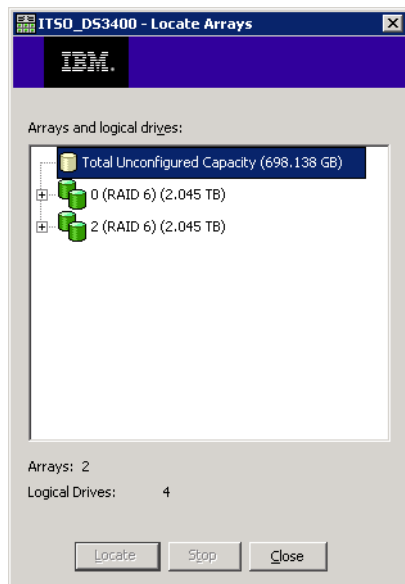 ITSO_DS3400 - Locate Arrays
IBM.
Arrays and logical drives:
Total Unconfigured Capacity (698.138 GB)
0 (RAID 6) (2.045 TB)
2 (RAID 6) (2.045 TB)
Arrays: 2
Logical Drives: 4
Locate Stop Close